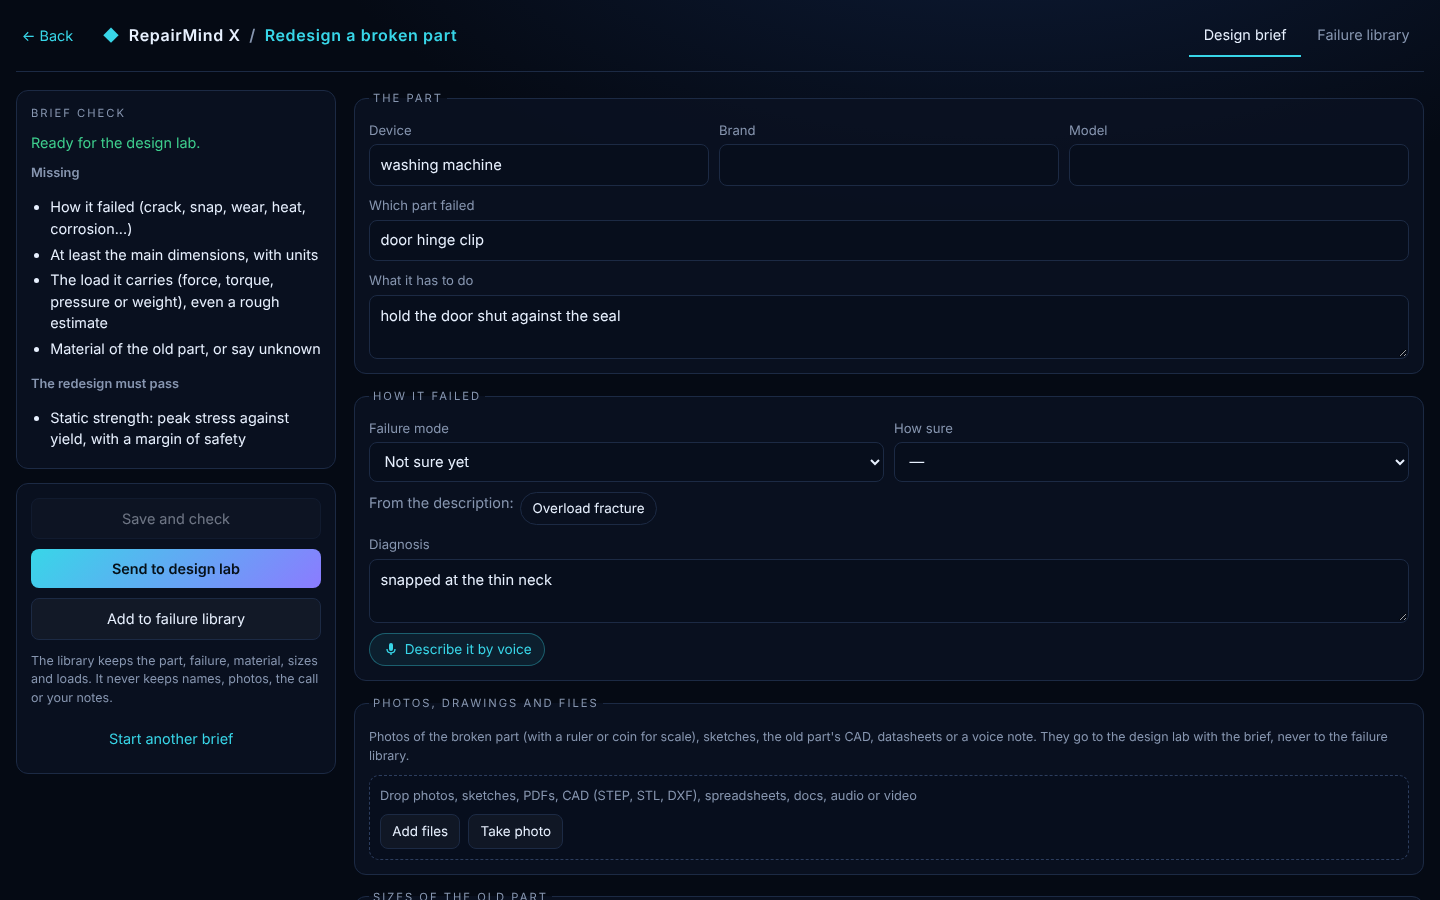 ← Back
RepairMind X / Redesign a broken part
Design brief
Failure library
BRIEF CHECK
Ready for the design lab.
Missing
• How it failed (crack, snap, wear, heat,
corrosion...)
• At least the main dimensions, with units
• The load it carries (force, torque,
pressure or weight), even a rough
estimate
• Material of the old part, or say unknown
The redesign must pass
• Static strength: peak stress against
yield, with a margin of safety
Save and check
Send to design lab
Add to failure library
The library keeps the part, failure, material, sizes
and loads. It never keeps names, photos, the call
or your notes.
Start another brief
THE PART
Device
Brand
Model
washing machine
Which part failed
door hinge clip
What it has to do
hold the door shut against the seal
HOW IT FAILED
Failure mode
How sure
Not sure yet
—
From the description:
Overload fracture
Diagnosis
snapped at the thin neck
Describe it by voice
PHOTOS, DRAWINGS AND FILES
Photos of the broken part (with a ruler or coin for scale), sketches, the old part's CAD, datasheets or a voice note. They go to the design lab with the brief, never to the failure
library.
Drop photos, sketches, PDFs, CAD (STEP, STL, DXF), spreadsheets, docs, audio or video
Add files
Take photo
SIZES OF THE OLD PART